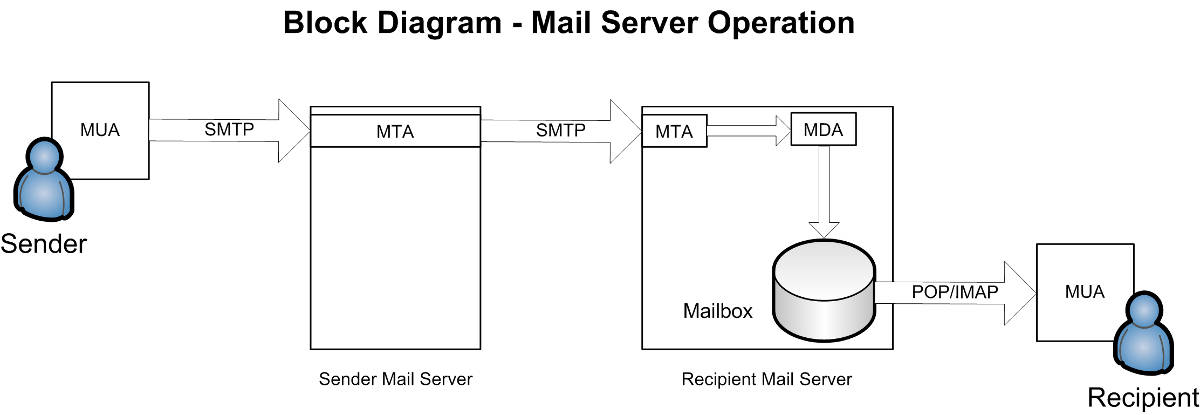 Block Diagram - Mail Server Operation
MUA
SMTP
MTA
SMTP
MTA
MDA
Sender
Mailbox
POP/IMAP
MUA
Sender Mail Server
Recipient Mail Server
Recipient